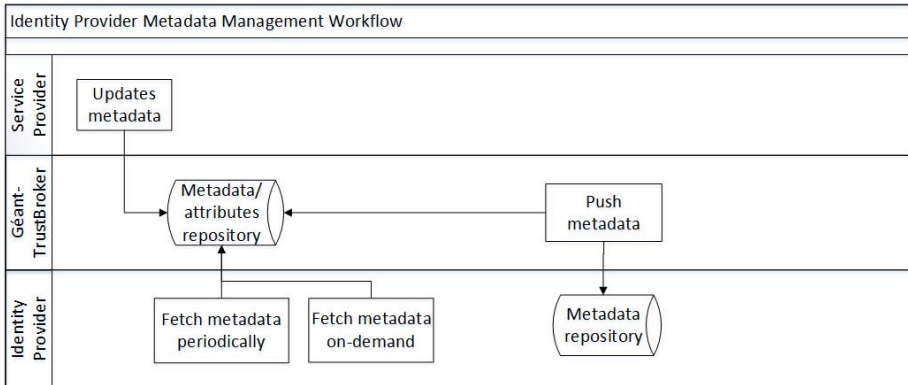 Identity Provider Metadata Management Workflow
Service
Provider
Updates
metadata
Géant-
TrustBroker
Metadata/
attributes
repository
Push
metadata
Identity
Provider
Fetch metadata
periodically
Fetch metadata
on-demand
Metadata
repository